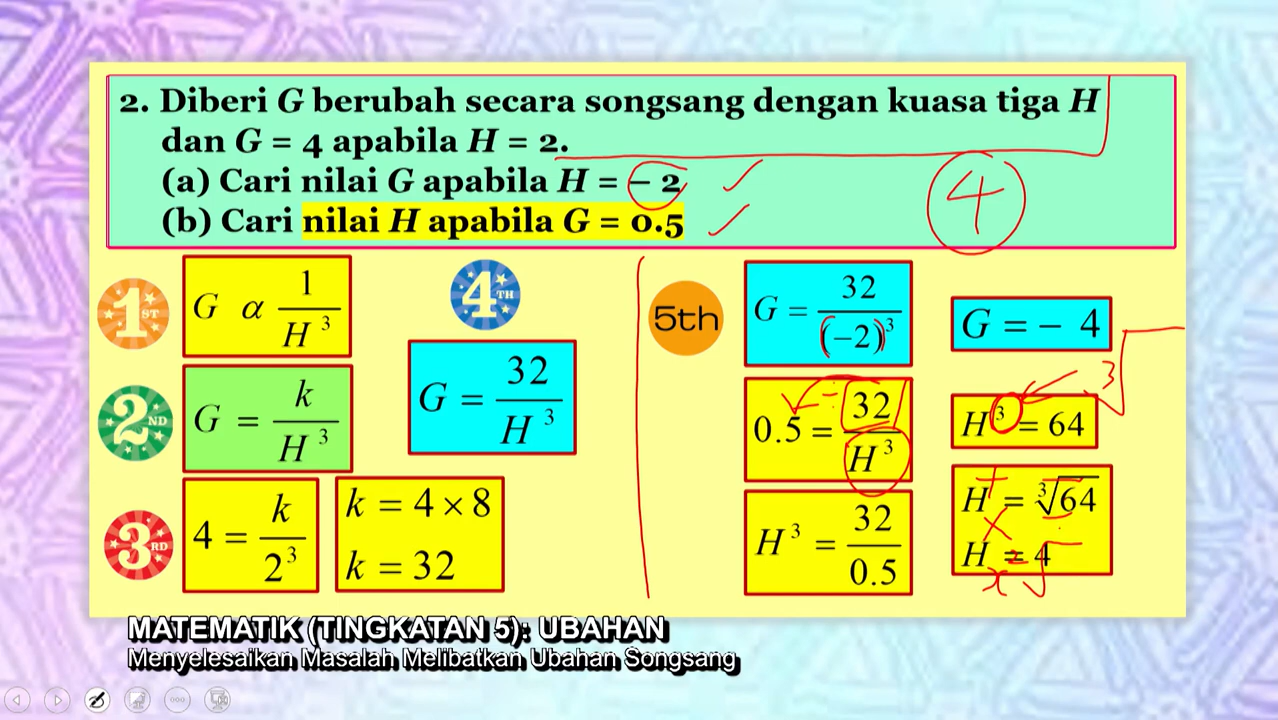 2. Diberi G berubah secara songsang dengan kuasa tiga H
dan G = 4 apabila H = 2.
(a) Cari nilai G apabila H = − 2
(b) Cari nilai H apabila G = 0.5
4
1ST
G α 1/H³
2ND
G = k/H³
3RD
4 = k/2³
k = 4 × 8
k = 32
4TH
G = 32/H³
5th
G = 32/(−2)³
G = − 4
0.5 = 32/H³
H³ = 64
3√
H³ = 32/0.5
H = ³√64
H = 4
MATEMATIK (TINGKATAN 5): UBAHAN
Menyelesaikan Masalah Melibatkan Ubahan Songsang